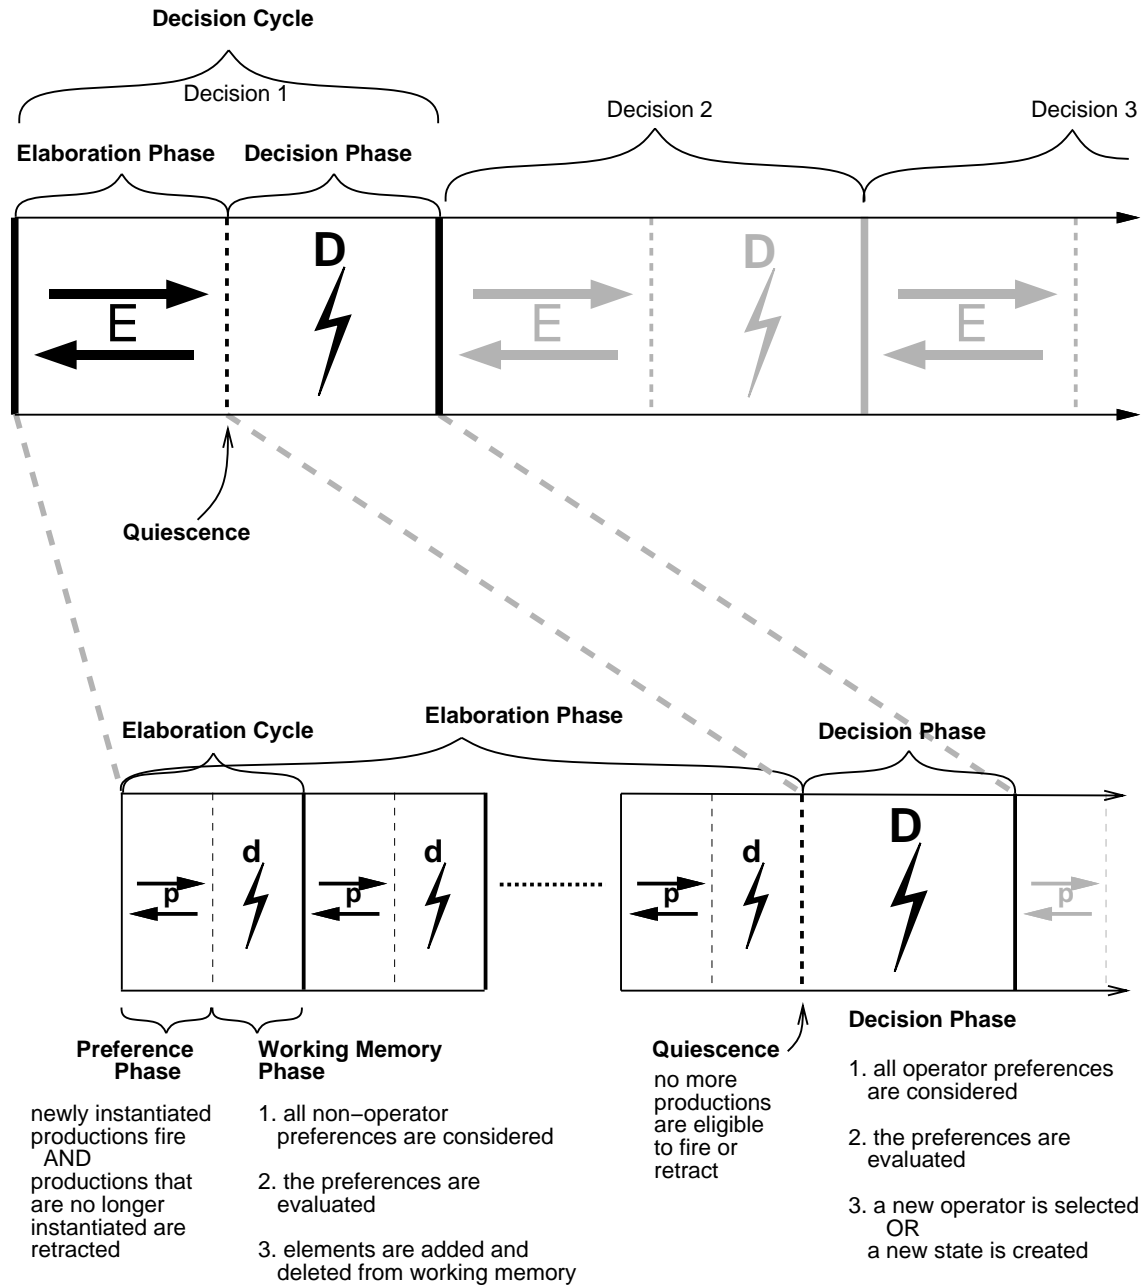 Decision Cycle
Decision 1
Decision 2
Decision 3
Elaboration Phase
Decision Phase
E
D
E
D
E
Quiescence
Elaboration Cycle
Elaboration Phase
Decision Phase
p
d
p
d
p
d
D
p
Preference
Phase
newly instantiated
productions fire
AND
productions that
are no longer
instantiated are
retracted
Working Memory
Phase
1. all non−operator
preferences are considered
2. the preferences are
evaluated
3. elements are added and
deleted from working memory
Quiescence
no more
productions
are eligible
to fire or
retract
Decision Phase
1. all operator preferences
are considered
2. the preferences are
evaluated
3. a new operator is selected
OR
a new state is created